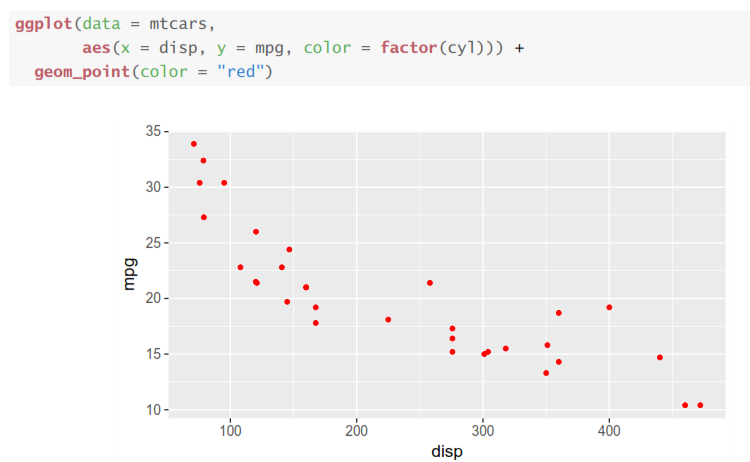 ggplot(data = mtcars,
       aes(x = disp, y = mpg, color = factor(cyl))) +
  geom_point(color = "red")
35
30
25
20
15
10
mpg
100 200 300 400
disp